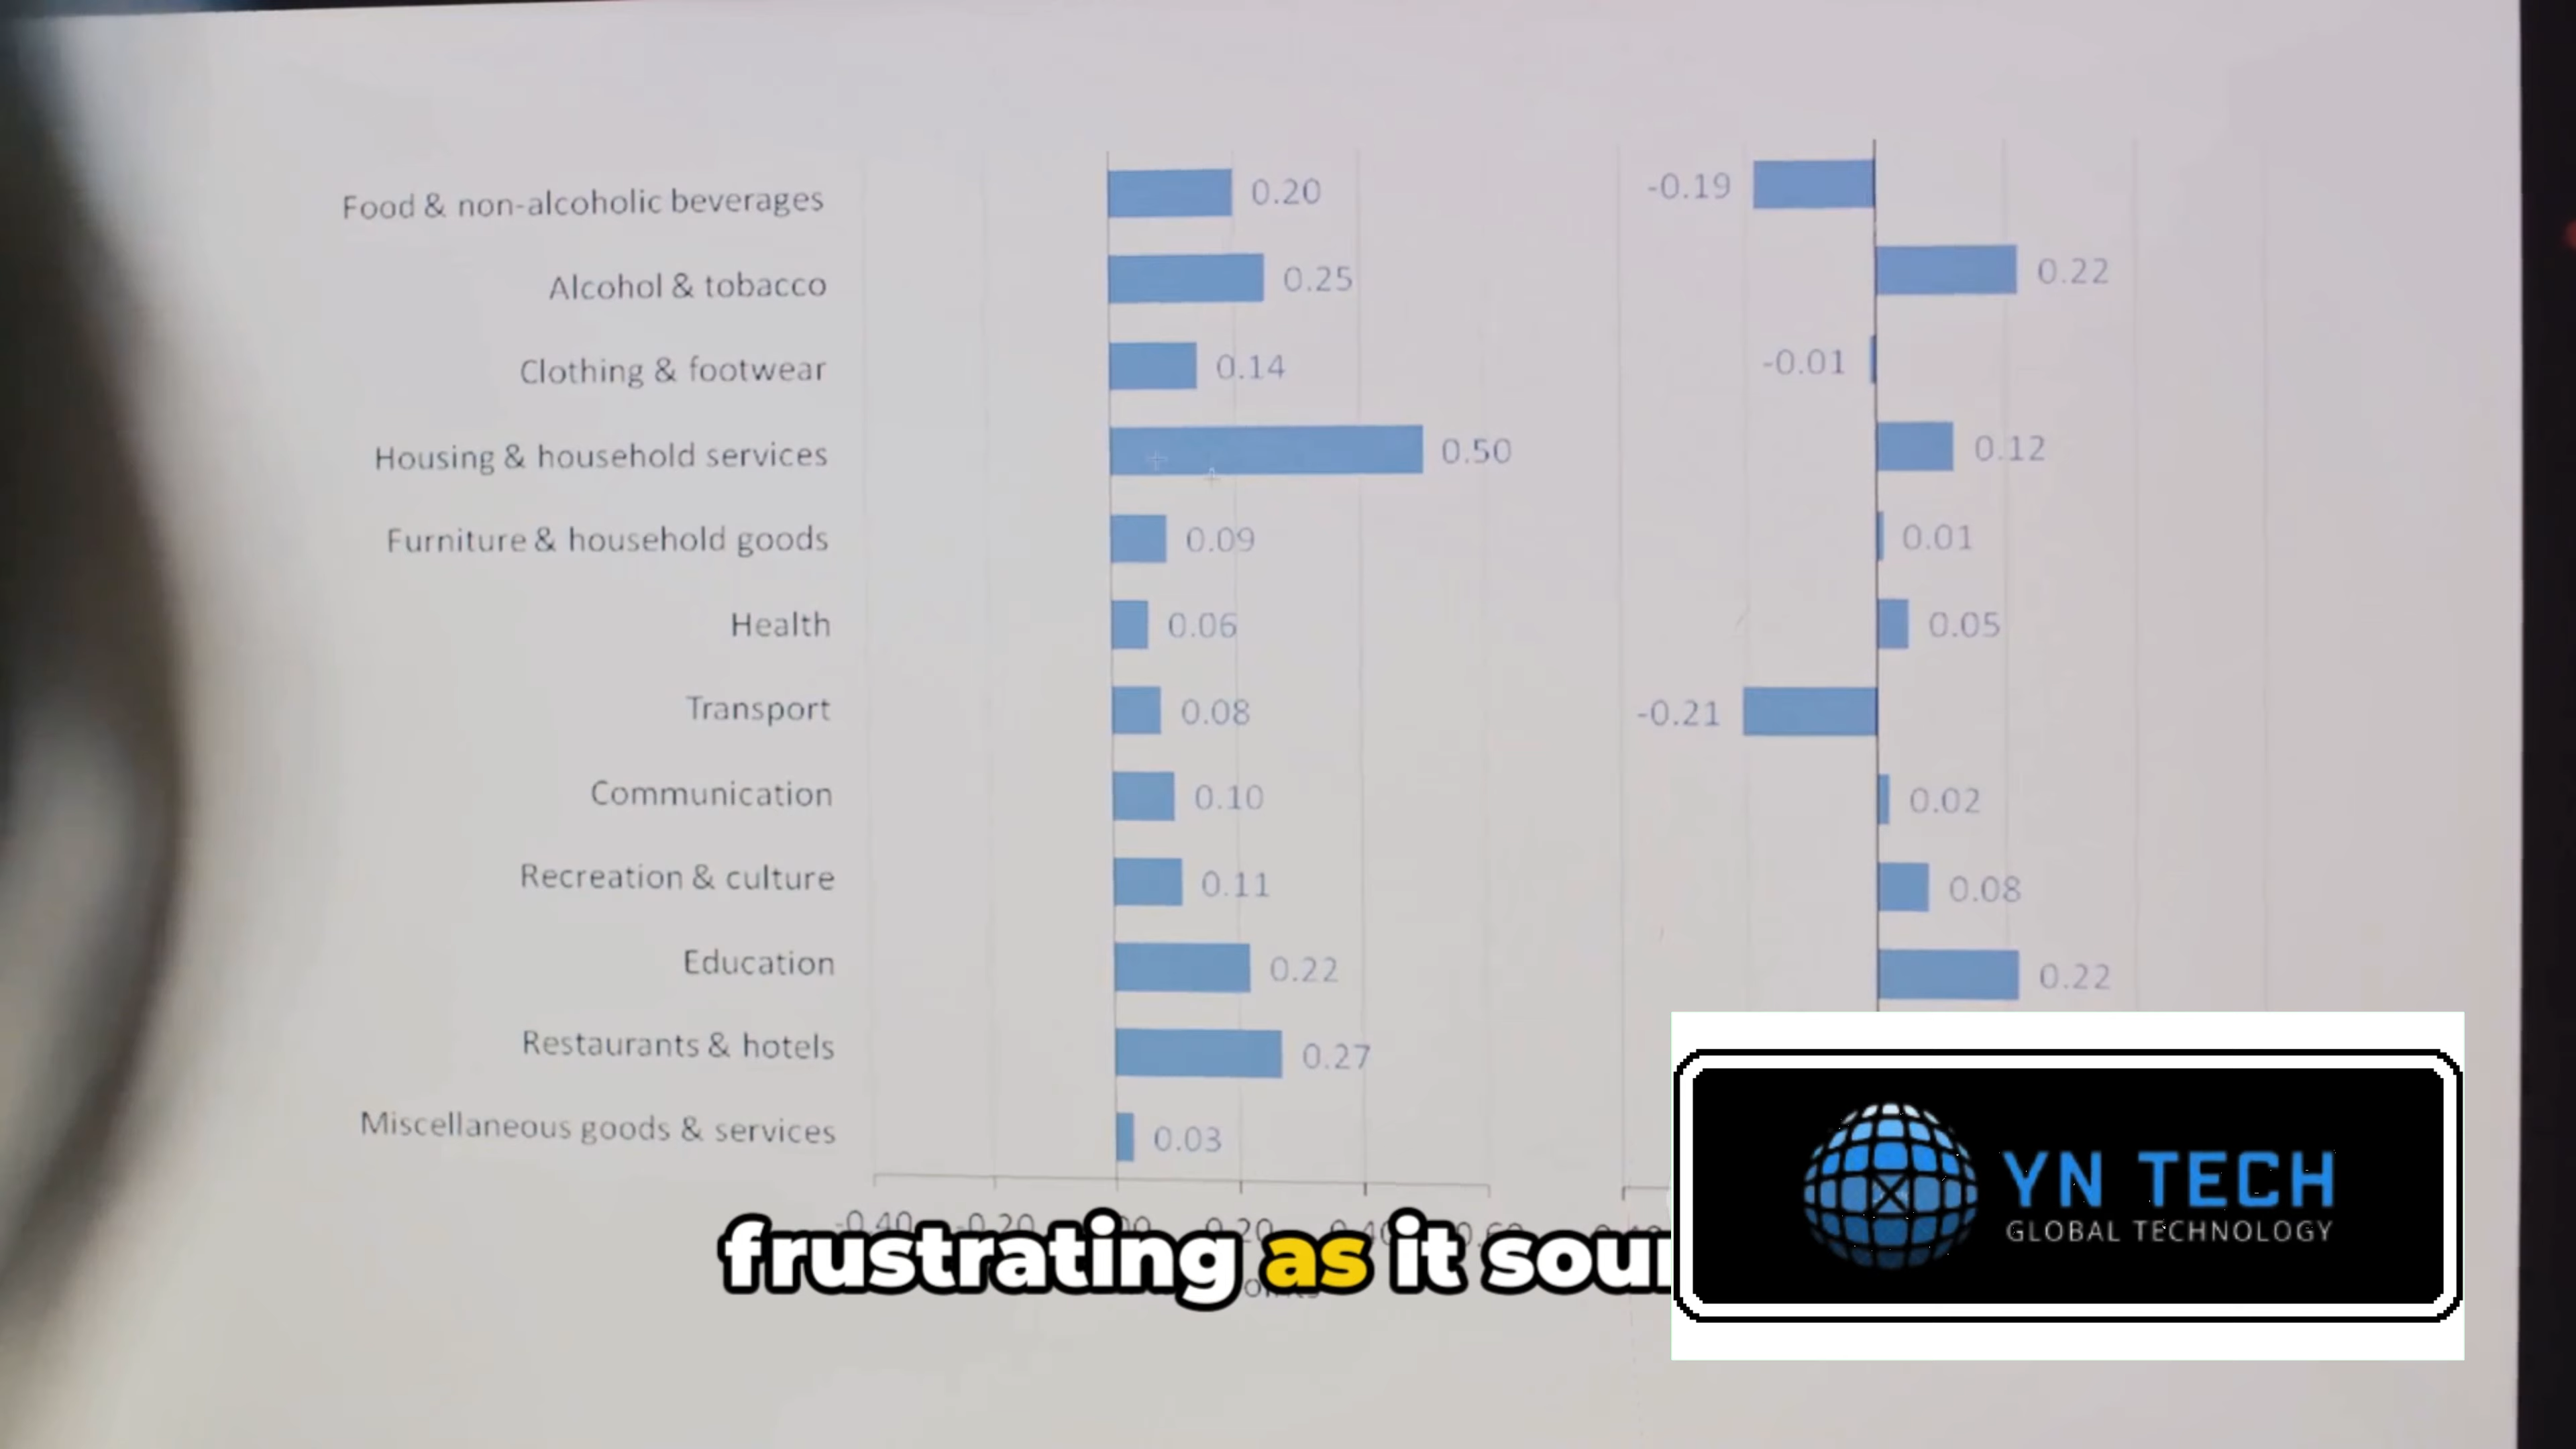 Food & non-alcoholic beverages 0.20 -0.19
Alcohol & tobacco 0.25 0.22
Clothing & footwear 0.14 -0.01
Housing & household services 0.50 0.12
Furniture & household goods 0.09 0.01
Health 0.06 0.05
Transport 0.08 -0.21
Communication 0.10 0.02
Recreation & culture 0.11 0.08
Education 0.22 0.22
Restaurants & hotels 0.27
Miscellaneous goods & services 0.03
frustrating as it
YN TECH
GLOBAL TECHNOLOGY